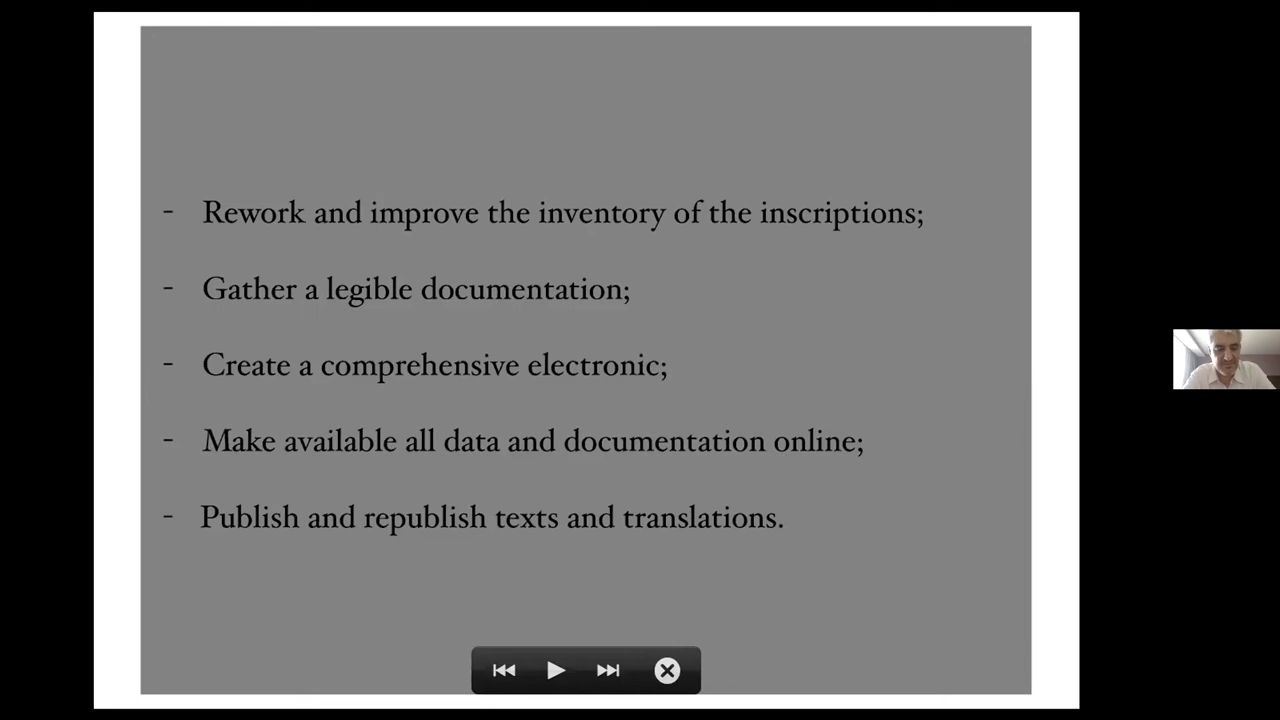 - Rework and improve the inventory of the inscriptions;
- Gather a legible documentation;
- Create a comprehensive electronic;
- Make available all data and documentation online;
- Publish and republish texts and translations.